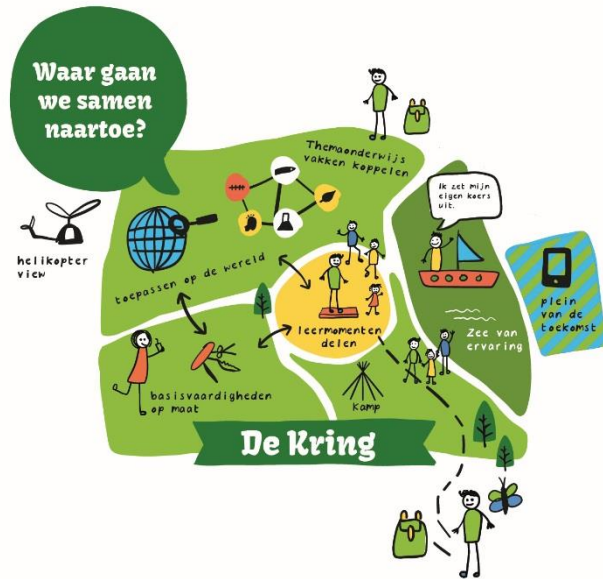 Waar gaan
we samen
naartoe?
Themaonderwijs
vakken koppelen
Ik zet mijn
eigen koers
uit.
helikopter
view
toepassen op de wereld
plein
van de
toekomst
leermomenten
delen
Zee van
ervaring
basisvaardigheden
op maat
Kamp
De Kring